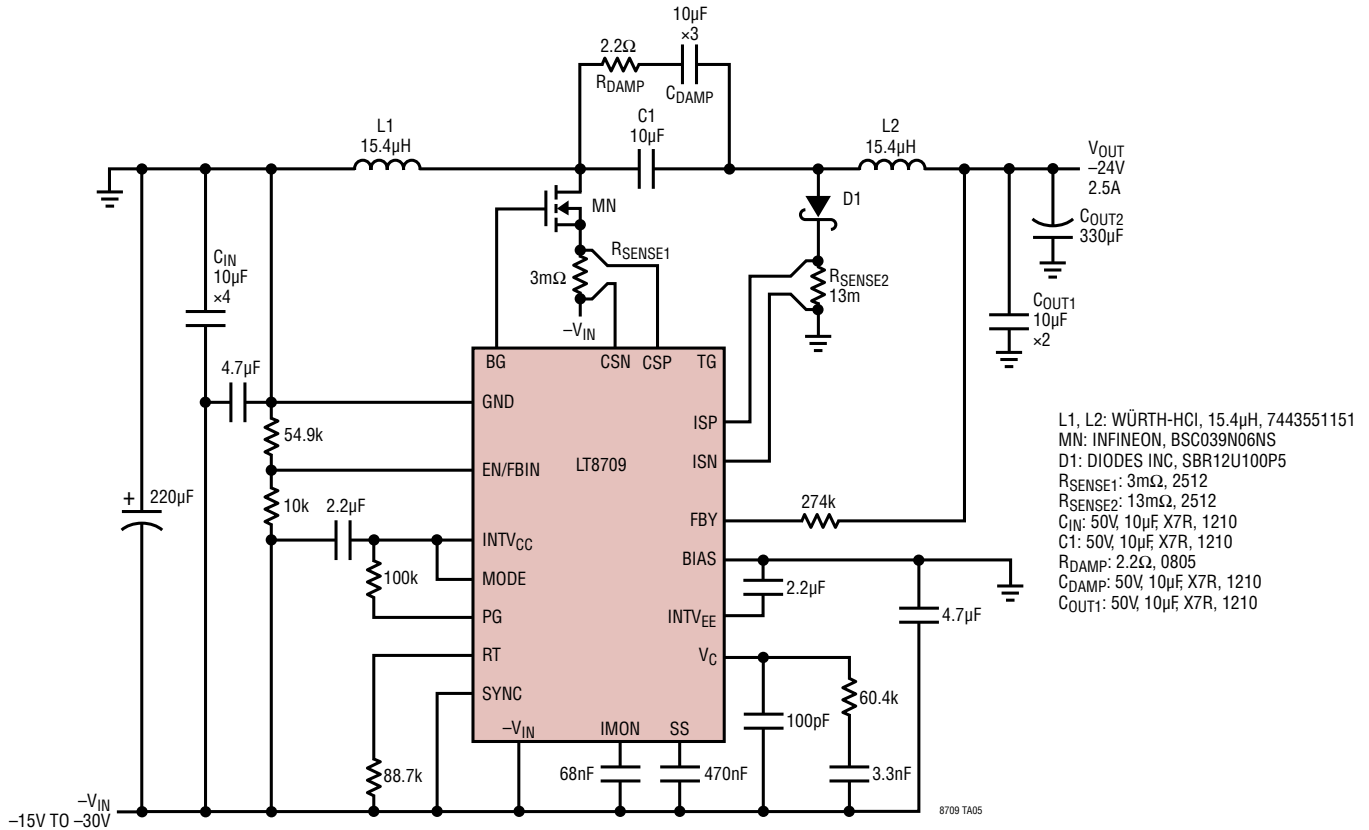 10µF
×3
2.2Ω
RDAMP
CDAMP
C1
10µF
L1
15.4µH
L2
15.4µH
VOUT
–24V
2.5A
MN
D1
COUT2
330µF
RSENSE1
3mΩ
–VIN
RSENSE2
13m
COUT1
10µF
×2
CIN
10µF
×4
4.7µF
BG
CSN
CSP
TG
GND
ISP
54.9k
EN/FBIN
LT8709
ISN
+
220µF
10k
2.2µF
274k
FBY
INTVCC
BIAS
100k
MODE
2.2µF
PG
INTVEE
4.7µF
RT
VC
SYNC
60.4k
100pF
–VIN
IMON
SS
88.7k
68nF
470nF
3.3nF
–VIN
–15V TO –30V
8709 TA05
L1, L2: WÜRTH-HCI, 15.4µH, 7443551151
MN: INFINEON, BSC039N06NS
D1: DIODES INC, SBR12U100P5
RSENSE1: 3mΩ, 2512
RSENSE2: 13mΩ, 2512
CIN: 50V, 10µF, X7R, 1210
C1: 50V, 10µF, X7R, 1210
RDAMP: 2.2Ω, 0805
CDAMP: 50V, 10µF, X7R, 1210
COUT1: 50V, 10µF, X7R, 1210